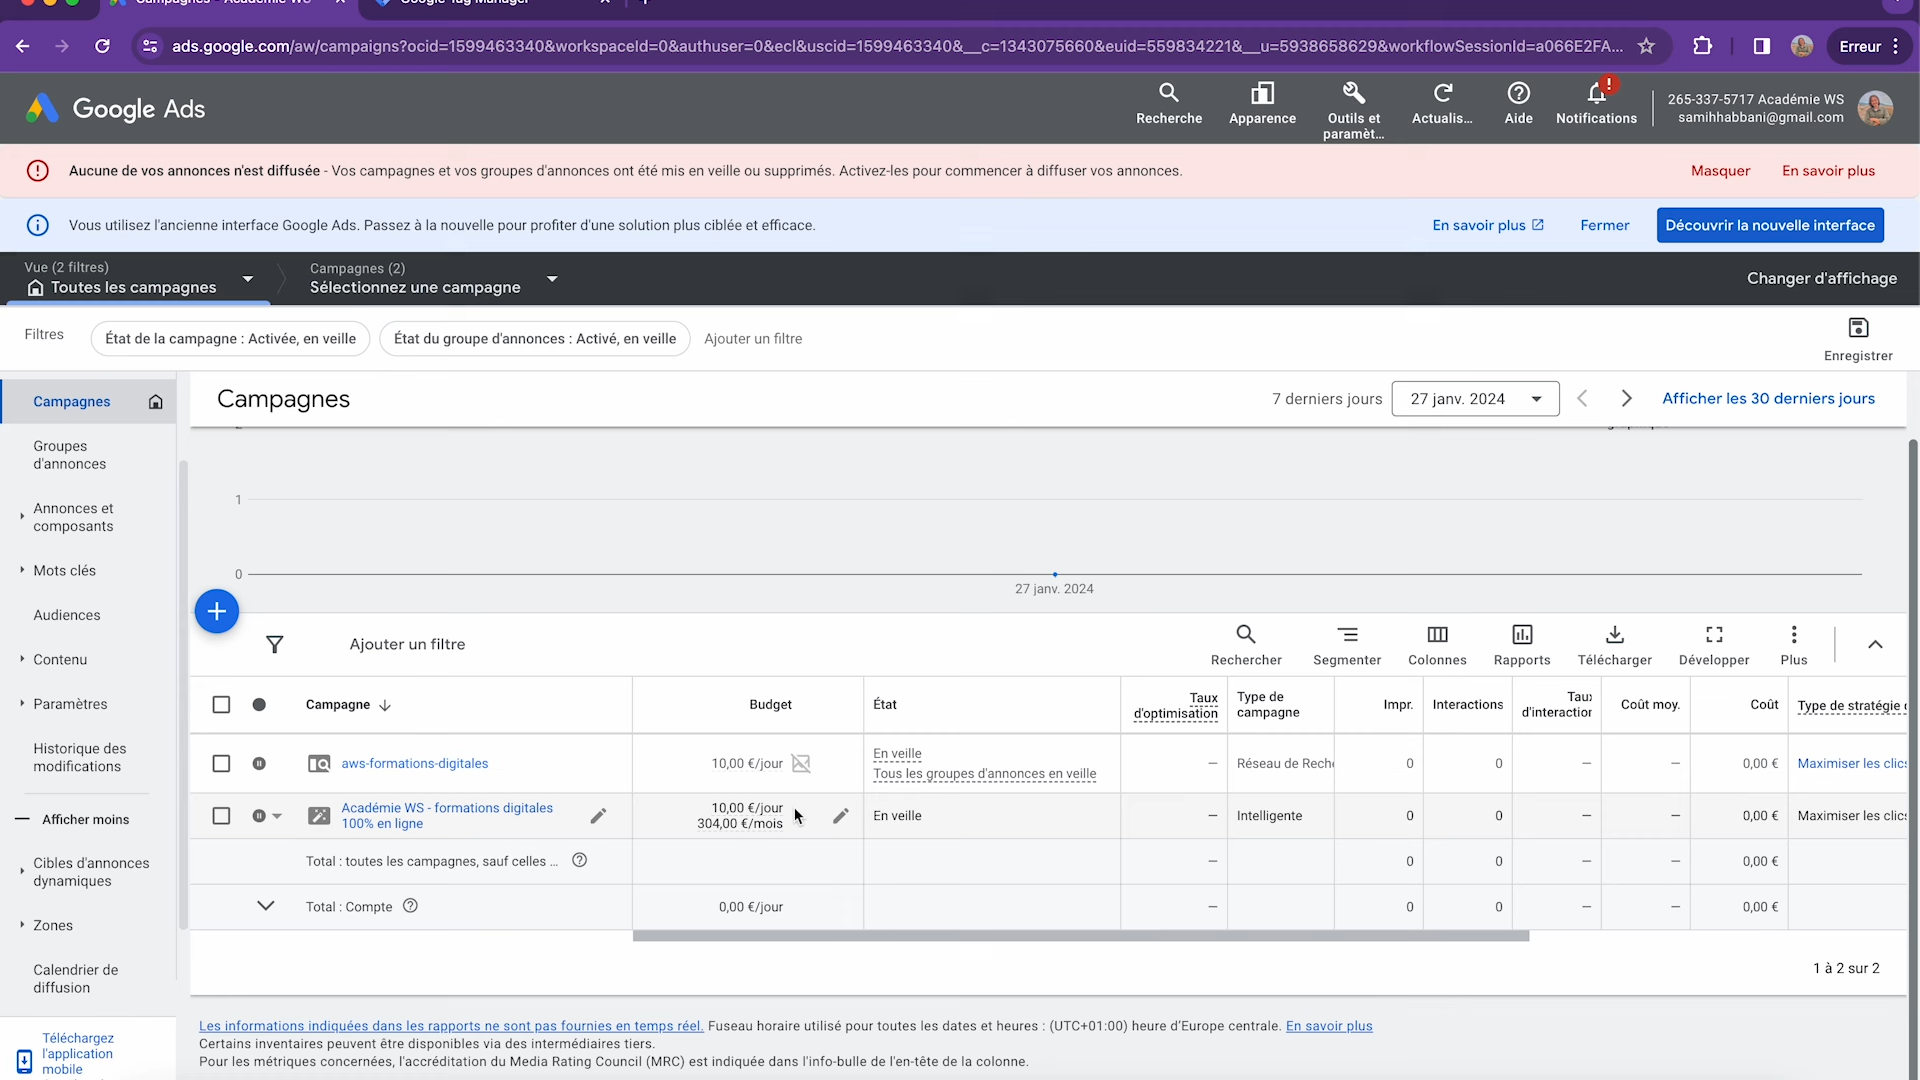 ads.google.com/aw/campaigns?ocid=1599463340&workspaceId=0&authuser=0&ecl&uscid=1599463340&__c=1343075660&euid=559834221&__u=5938658629&workflowSessionId=a066E2FA...
Erreur
Google Ads
Recherche
Apparence
Outils et
paramèt...
Actualis...
Aide
Notifications
265-337-5717 Académie WS
samihhabbani@gmail.com
Aucune de vos annonces n'est diffusée - Vos campagnes et vos groupes d'annonces ont été mis en veille ou supprimés. Activez-les pour commencer à diffuser vos annonces.
Masquer
En savoir plus
Vous utilisez l'ancienne interface Google Ads. Passez à la nouvelle pour profiter d'une solution plus ciblée et efficace.
En savoir plus
Fermer
Découvrir la nouvelle interface
Vue (2 filtres)
Toutes les campagnes
Campagnes (2)
Sélectionnez une campagne
Changer d'affichage
Filtres
État de la campagne : Activée, en veille
État du groupe d'annonces : Activé, en veille
Ajouter un filtre
Enregistrer
Campagnes
Groupes
d'annonces
Annonces et
composants
Mots clés
Audiences
Contenu
Paramètres
Historique des
modifications
Afficher moins
Cibles d'annonces
dynamiques
Zones
Calendrier de
diffusion
Téléchargez
l'application
mobile
Campagnes
7 derniers jours
27 janv. 2024
Afficher les 30 derniers jours
1
0
27 janv. 2024
Ajouter un filtre
Rechercher
Segmenter
Colonnes
Rapports
Télécharger
Développer
Plus
Campagne
Budget
État
Taux
d'optimisation
Type de
campagne
Impr.
Interactions
Taux
d'interaction
Coût moy.
Coût
Type de stratégie
aws-formations-digitales
10,00 €/jour
En veille
Tous les groupes d'annonces en veille
–
Réseau de Rech
0
0
–
–
0,00 €
Maximiser les clics
Académie WS - formations digitales
100% en ligne
10,00 €/jour
304,00 €/mois
En veille
–
Intelligente
0
0
–
–
0,00 €
Maximiser les clics
Total : toutes les campagnes, sauf celles ...
–
0
0
–
–
0,00 €
Total : Compte
0,00 €/jour
–
0
0
–
–
0,00 €
1 à 2 sur 2
Les informations indiquées dans les rapports ne sont pas fournies en temps réel. Fuseau horaire utilisé pour toutes les dates et heures : (UTC+01:00) heure d'Europe centrale. En savoir plus
Certains inventaires peuvent être disponibles via des intermédiaires tiers.
Pour les métriques concernées, l'accréditation du Media Rating Council (MRC) est indiquée dans l'info-bulle de l'en-tête de la colonne.